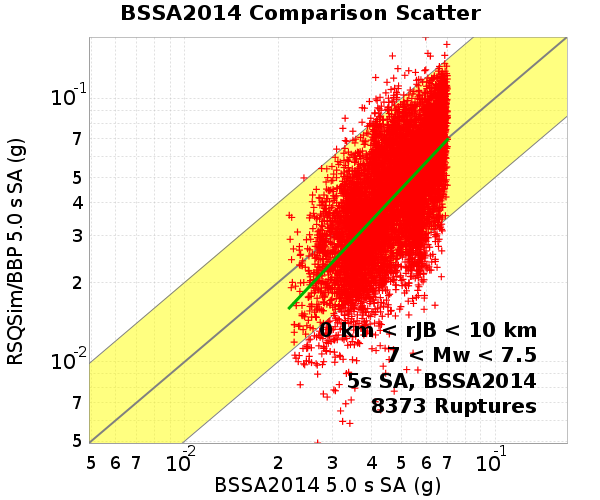 BSSA2014 Comparison Scatter
RSQSim/BBP 5.0 s SA (g)
10^-1
7
5
4
3
2
10^-2
7
5
0 km < rJB < 10 km
7 < Mw < 7.5
5s SA, BSSA2014
8373 Ruptures
5 6 7 10^-2 2 3 4 5 6 7 10^-1
BSSA2014 5.0 s SA (g)